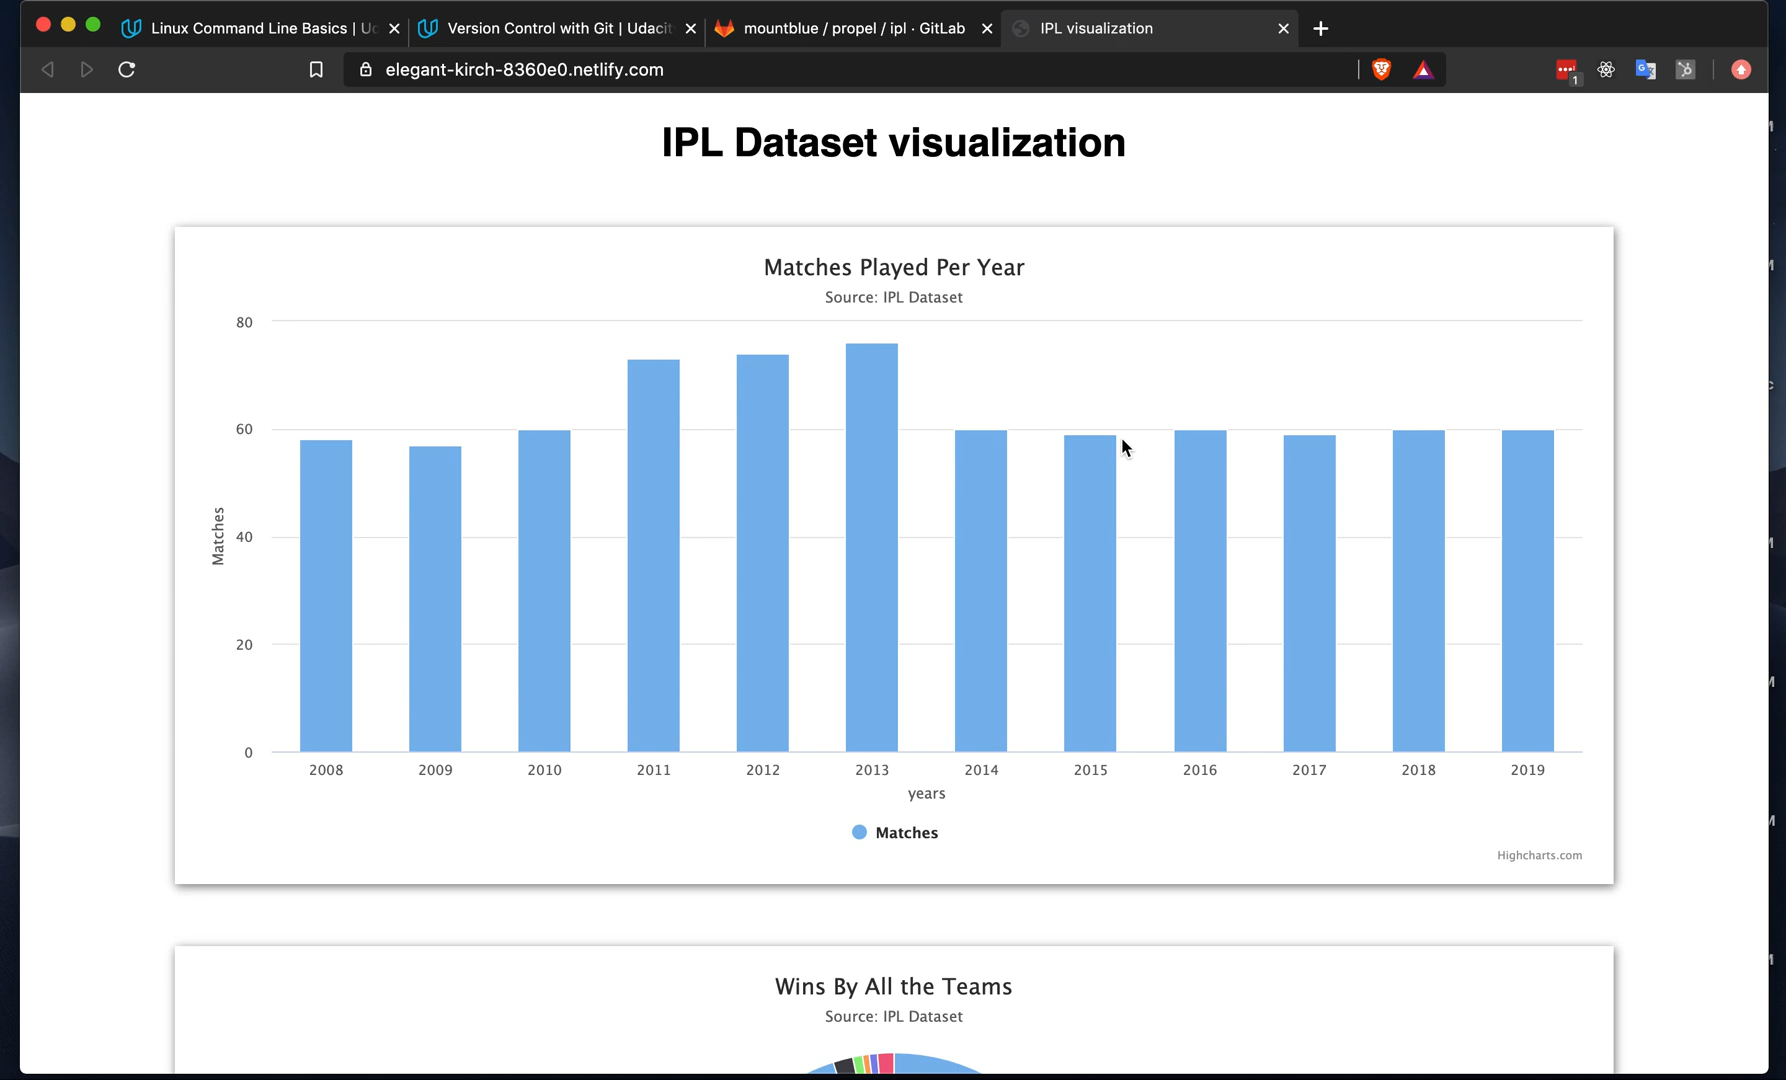 Linux Command Line Basics | Ud
Version Control with Git | Udacit
mountblue / propel / ipl · GitLab
IPL visualization
elegant-kirch-8360e0.netlify.com
1
IPL Dataset visualization
Matches Played Per Year
Source: IPL Dataset
80
60
40
20
0
Matches
2008 2009 2010 2011 2012 2013 2014 2015 2016 2017 2018 2019
years
Matches
Highcharts.com
Wins By All the Teams
Source: IPL Dataset